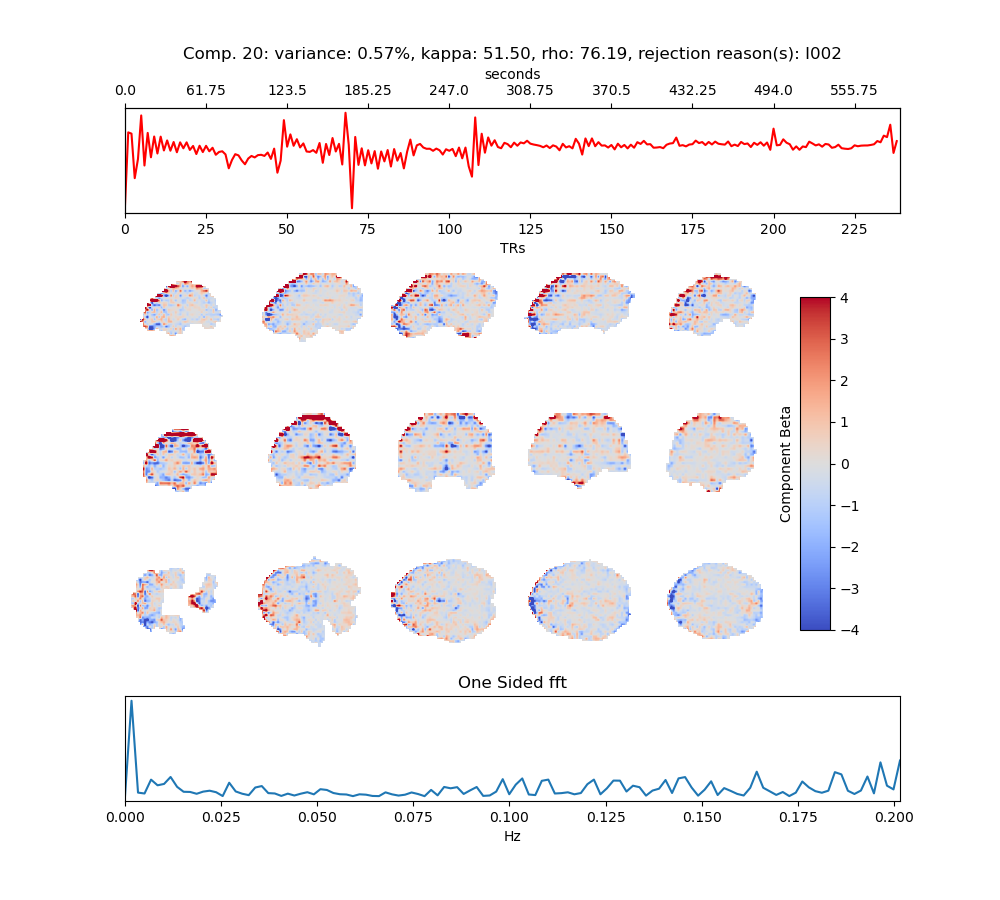 Comp. 20: variance: 0.57%, kappa: 51.50, rho: 76.19, rejection reason(s): I002
seconds
0.0 61.75 123.5 185.25 247.0 308.75 370.5 432.25 494.0 555.75
0 25 50 75 100 125 150 175 200 225
TRs
4
3
2
1
0
−1
−2
−3
−4
Component Beta
One Sided fft
0.000 0.025 0.050 0.075 0.100 0.125 0.150 0.175 0.200
Hz